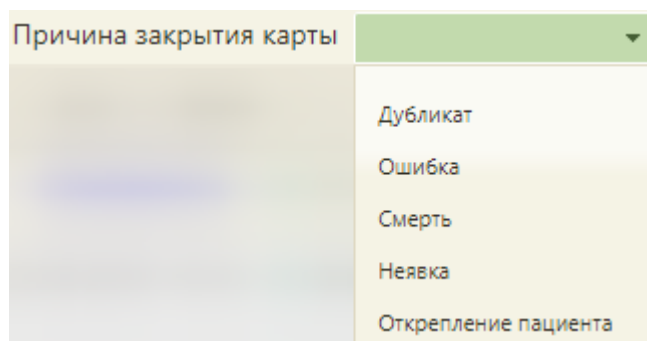 Причина закрытия карты
Дубликат
Ошибка
Смерть
Неявка
Открепление пациента